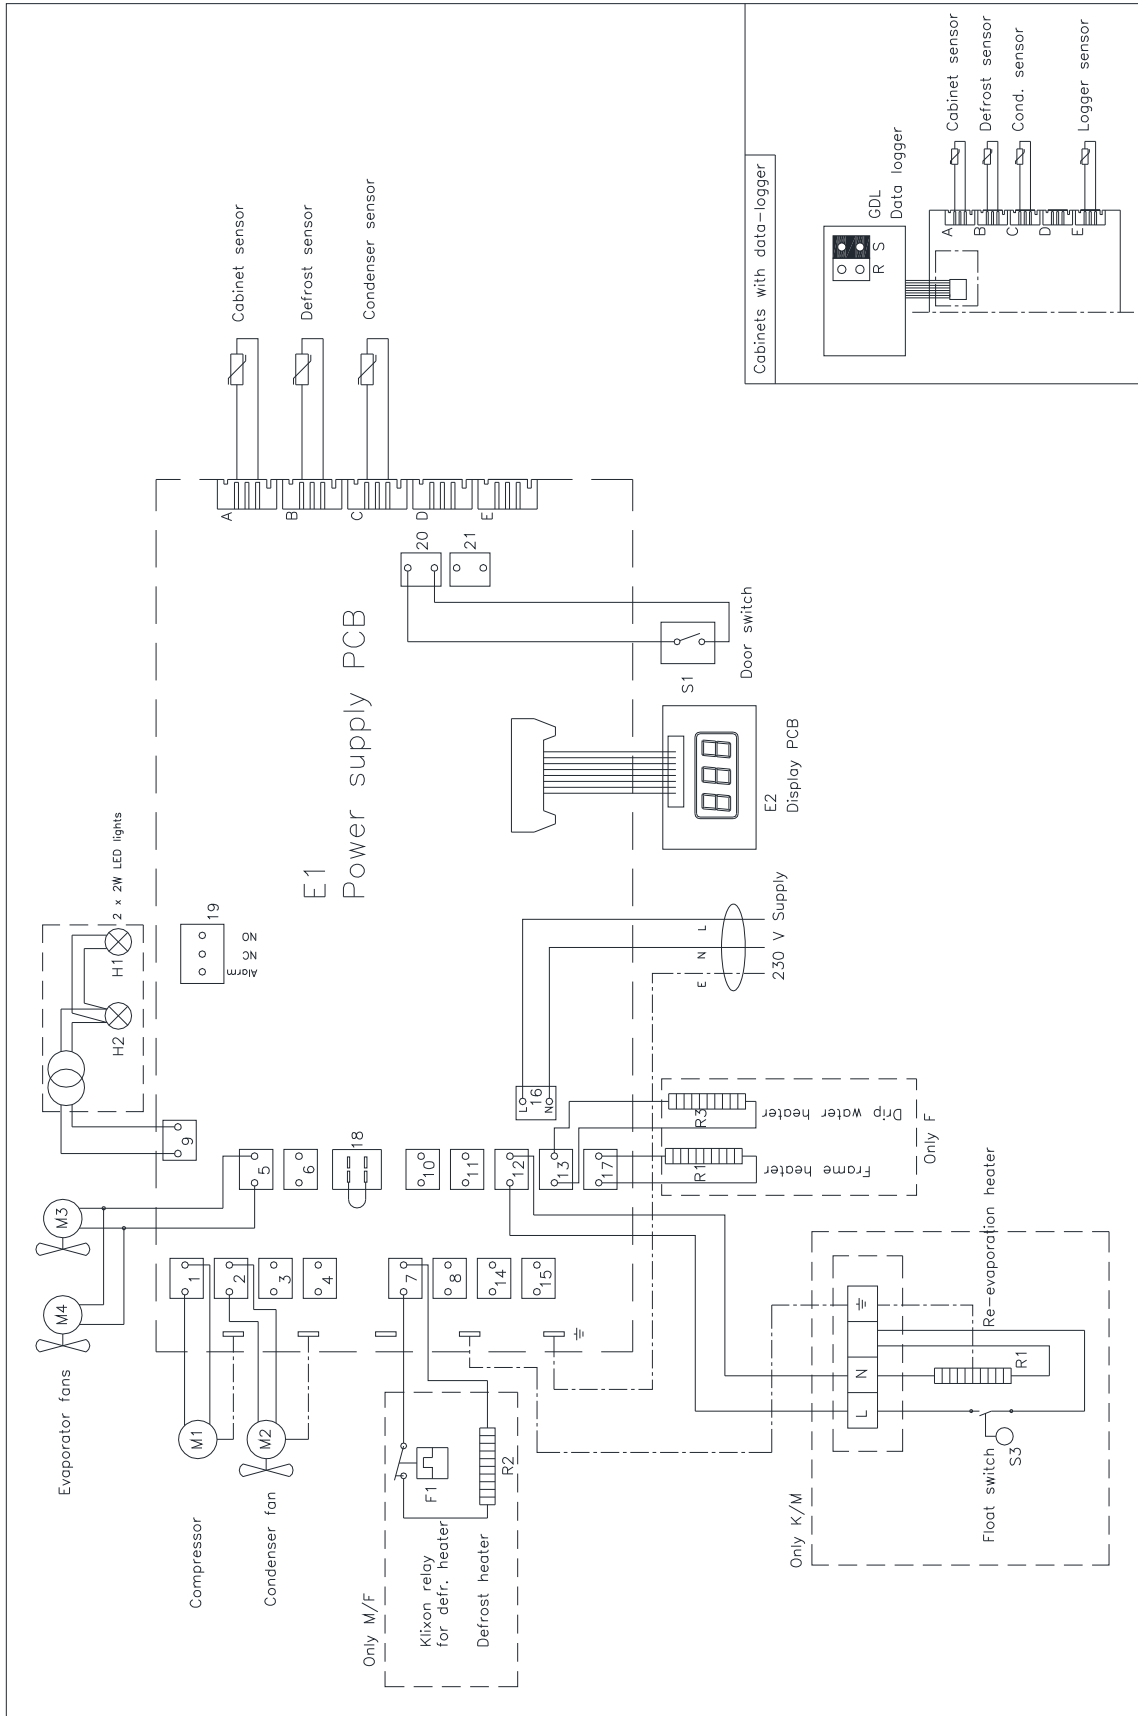 Evaporator fans
M4
M3
H2
H1
2 x 2W LED lights
9
Alarm
NC
NO
19
Compressor
M1
Condenser fan
M2
1
2
3
4
5
6
18
E1
Power supply PCB
A
B
C
D
E
Cabinet sensor
Defrost sensor
Condenser sensor
20
21
Only M/F
Klixon relay
for defr. heater
F1
Defrost heater
R2
7
8
14
15
10
11
12
13
17
L
16
N
E
N
L
230 V Supply
E2
Display PCB
S1
Door switch
R1
Frame heater
R3
Drip water
heater
Only F
Only K/M
L
N
Re-evaporation heater
R1
Float switch
S3
Cabinets with data-logger
GDL
Data logger
R
S
A
B
C
D
E
Cabinet sensor
Defrost sensor
Cond. sensor
Logger sensor